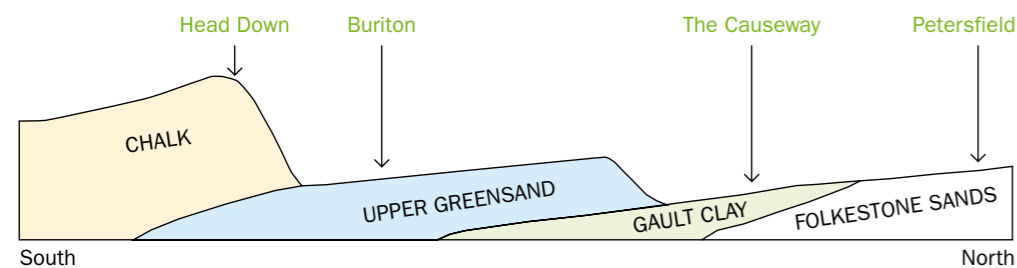 Head Down
Buriton
The Causeway
Petersfield
CHALK
UPPER GREENSAND
GAULT CLAY
FOLKESTONE SANDS
South
North